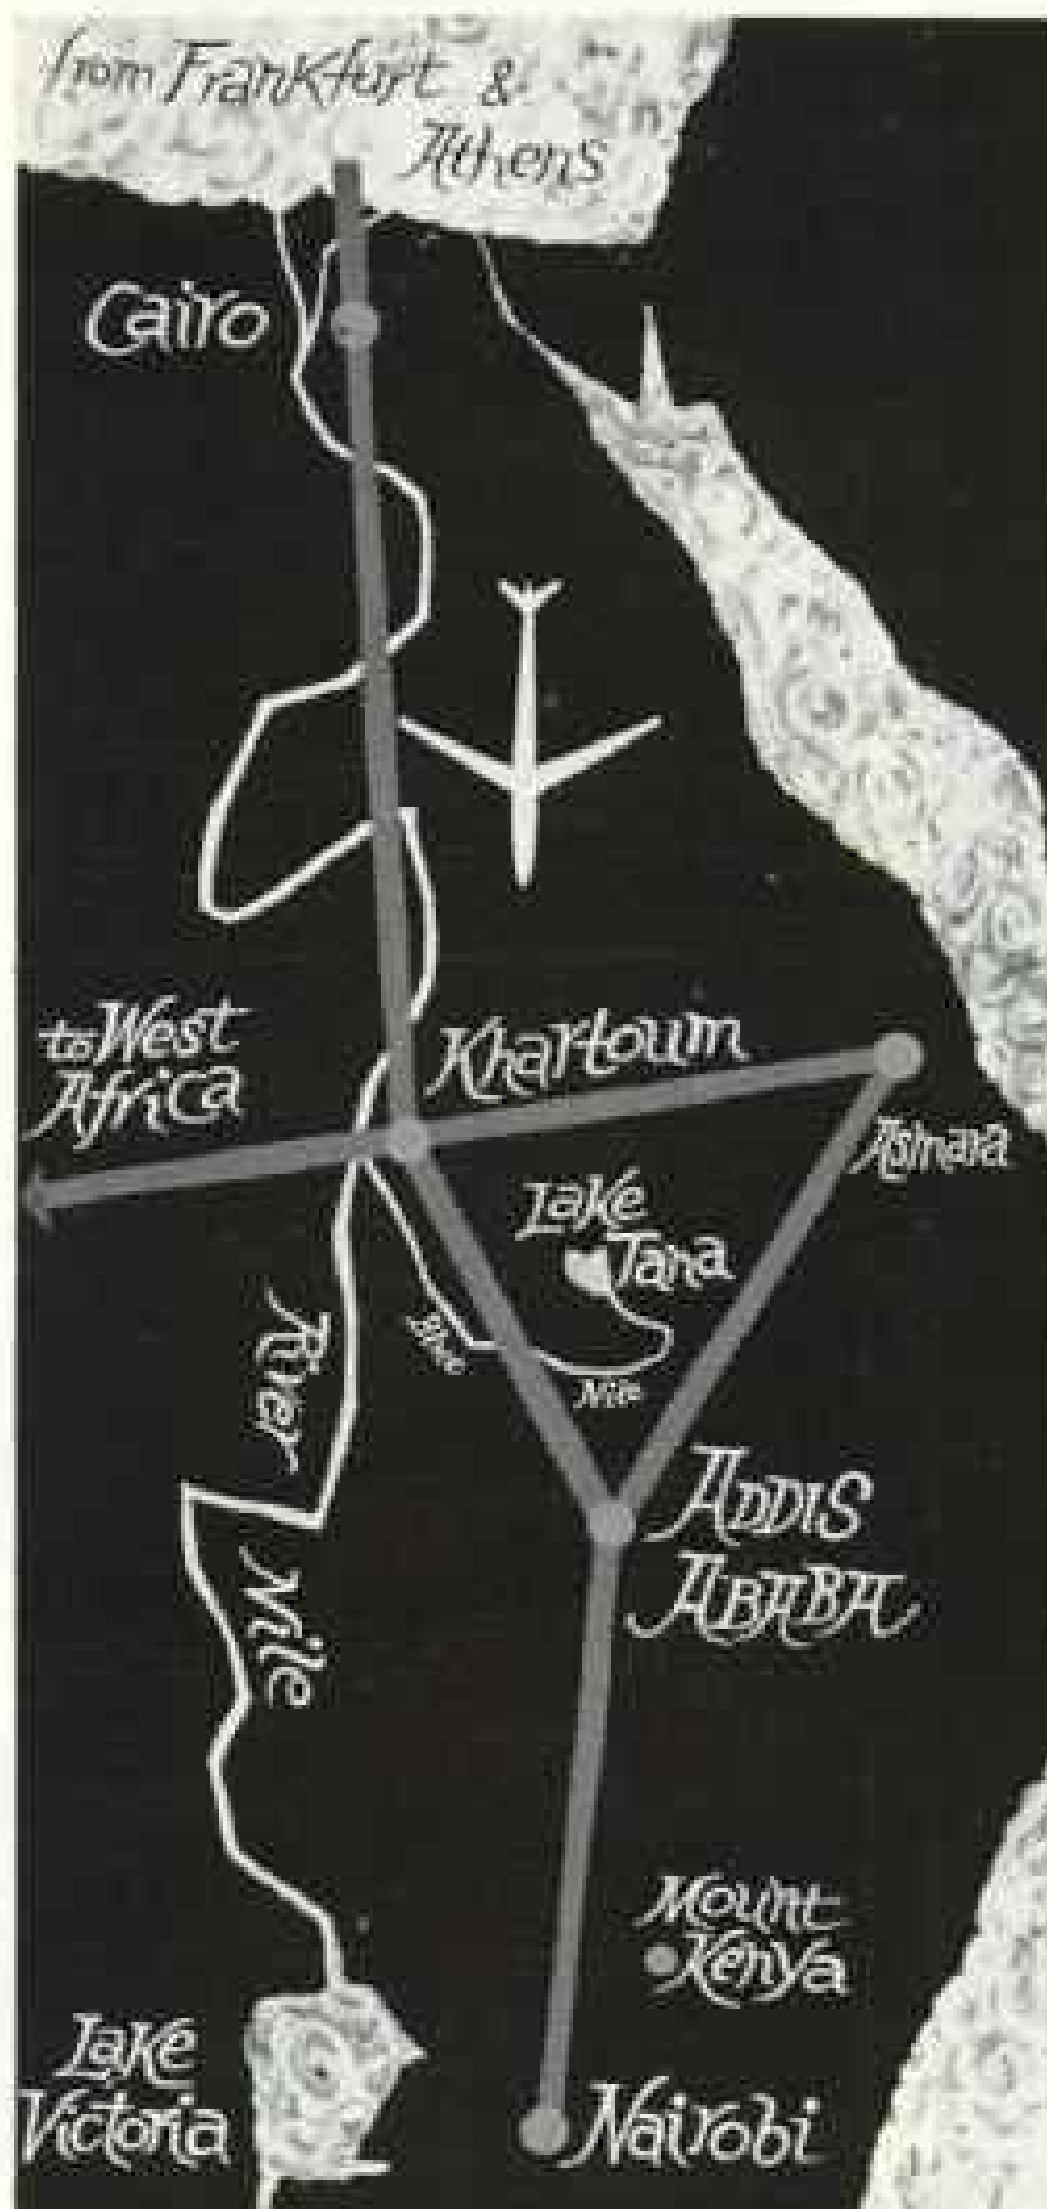 from Frankfurt &
Athens
Cairo
to West
Africa
Khartoum
Asmara
Lake
Tana
Blue
Nile
River
Nile
ADDIS
ABABA
Mount
Kenya
Lake
Victoria
Nairobi